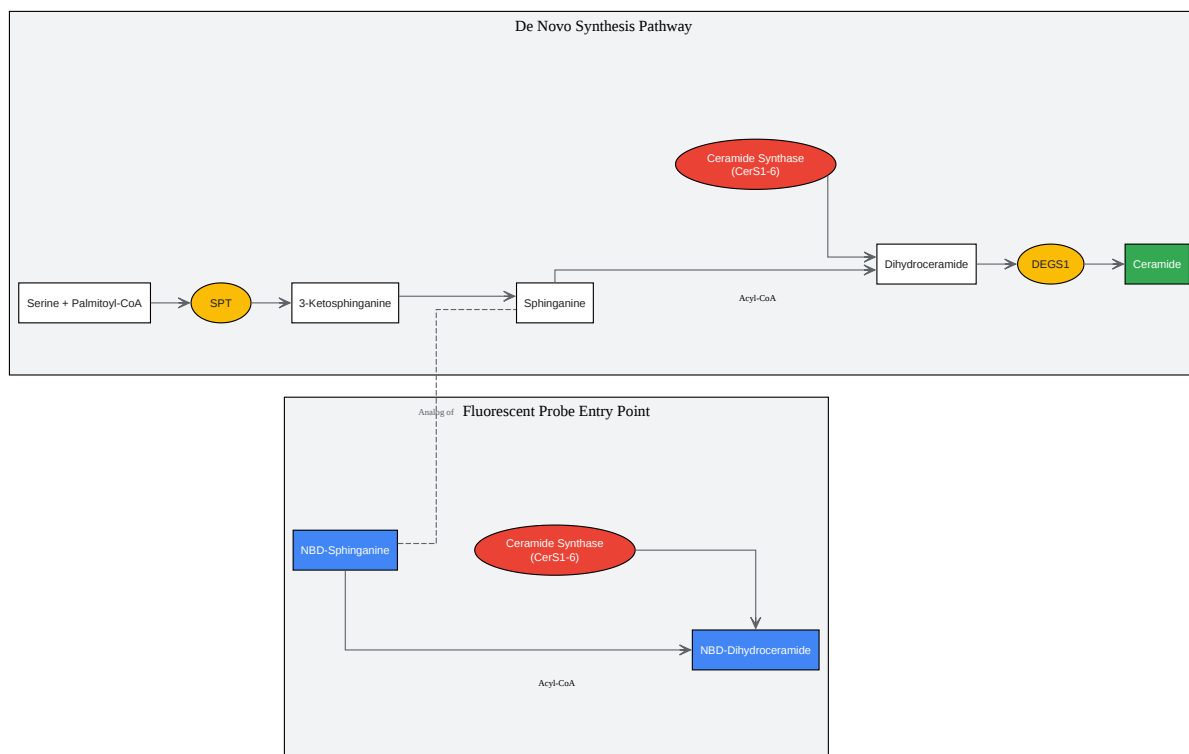 De Novo Synthesis Pathway
Ceramide Synthase
(CerS1-6)
Dihydroceramide
DEGS1
Ceramide
Serine + Palmitoyl-CoA
SPT
3-Ketosphinganine
Sphinganine
Acyl-CoA
Analog of
Fluorescent Probe Entry Point
NBD-Sphinganine
Ceramide Synthase
(CerS1-6)
NBD-Dihydroceramide
Acyl-CoA